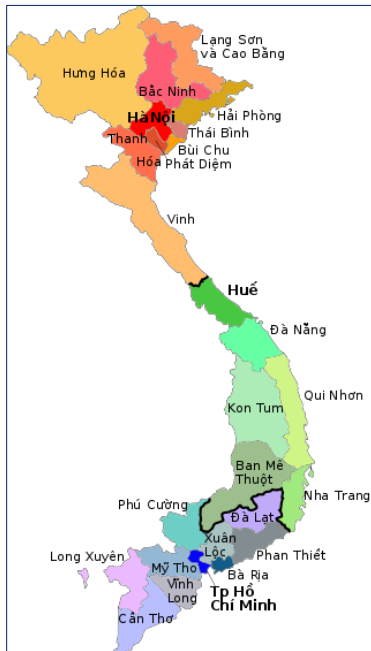 Lạng Sơn
và Cao Bằng
Hưng Hóa
Bắc Ninh
Hải Phòng
Hà Nội
Thái Bình
Thanh
Hóa
Bùi Chu
Phát Diệm
Vinh
Huế
Đà Nẵng
Qui Nhơn
Kon Tum
Ban Mê
Thuột
Nha Trang
Phú Cường
Đà Lạt
Xuân
Lộc
Phan Thiết
Long Xuyên
Mỹ Tho
Bà Rịa
Vĩnh
Long
Tp Hồ
Chí Minh
Cần Thơ